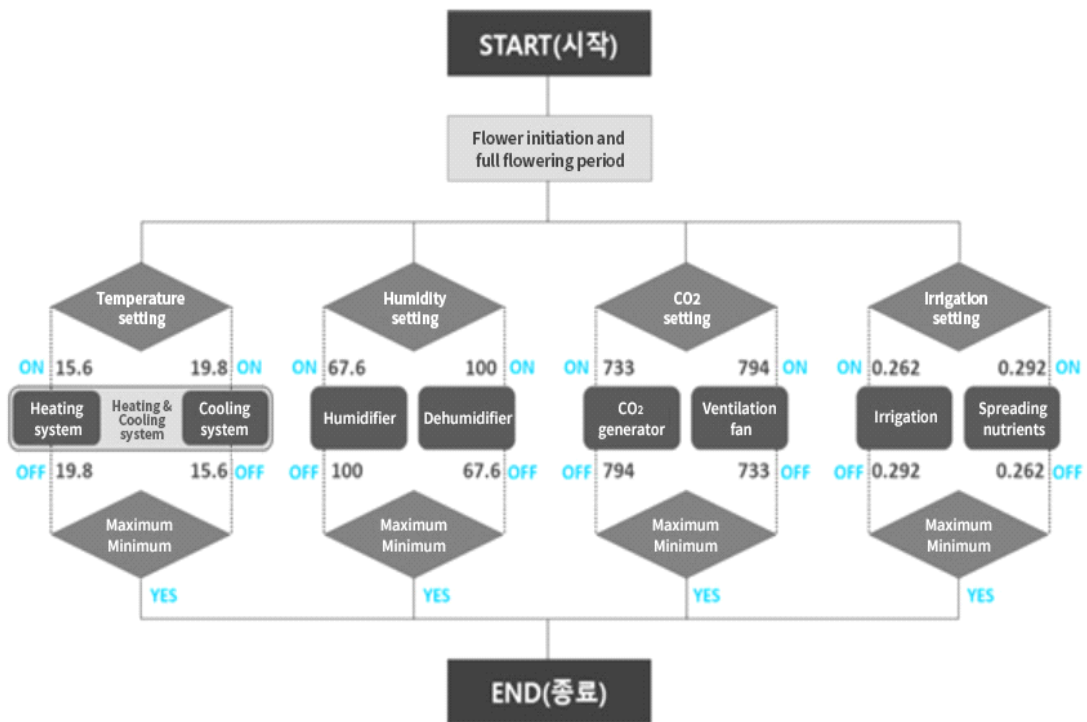 START(시작)
Flower initiation and
full flowering period
Temperature
setting
Humidity
setting
CO2
setting
Irrigation
setting
ON 15.6 19.8 ON
ON 67.6 100 ON
ON 733 794 ON
ON 0.262 0.292 ON
Heating
system
Heating &
Cooling
system
Cooling
system
Humidifier
Dehumidifier
CO2
generator
Ventilation
fan
Irrigation
Spreading
nutrients
OFF 19.8 15.6 OFF
OFF 100 67.6 OFF
OFF 794 733 OFF
OFF 0.292 0.262 OFF
Maximum
Minimum
Maximum
Minimum
Maximum
Minimum
Maximum
Minimum
YES
YES
YES
YES
END(종료)